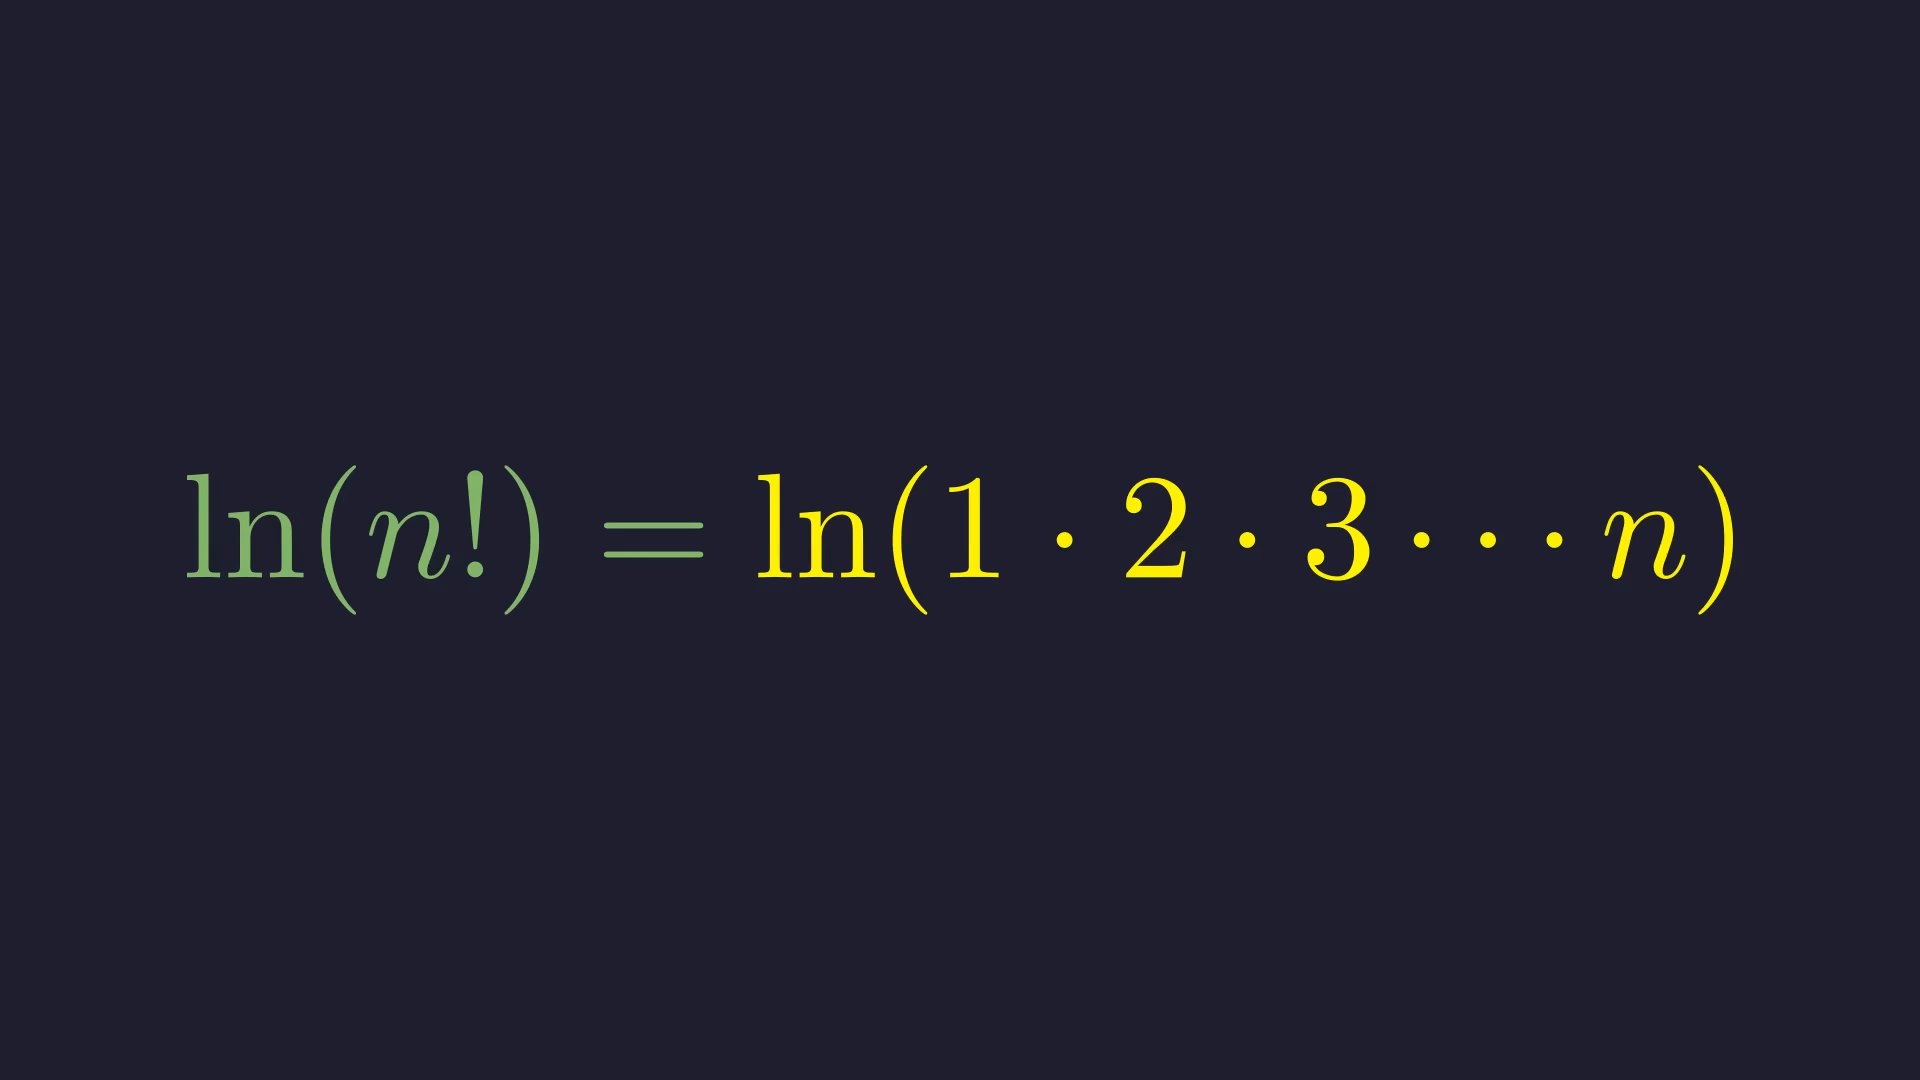 ln(n!) = ln(1 · 2 · 3 · · · n)